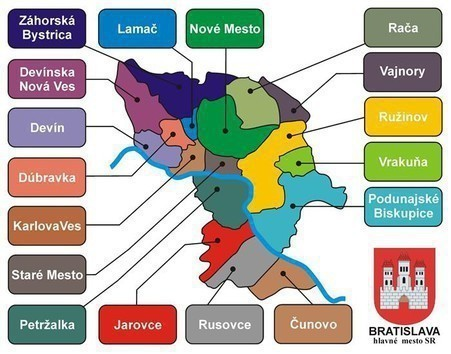 Záhorská
Bystrica
Lamač
Nové Mesto
Rača
Devínska
Nová Ves
Vajnory
Devín
Ružinov
Dúbravka
Vrakuňa
KarlovaVes
Podunajské
Biskupice
Staré Mesto
Petržalka
Jarovce
Rusovce
Čunovo
BRATISLAVA
hlavné mesto SR